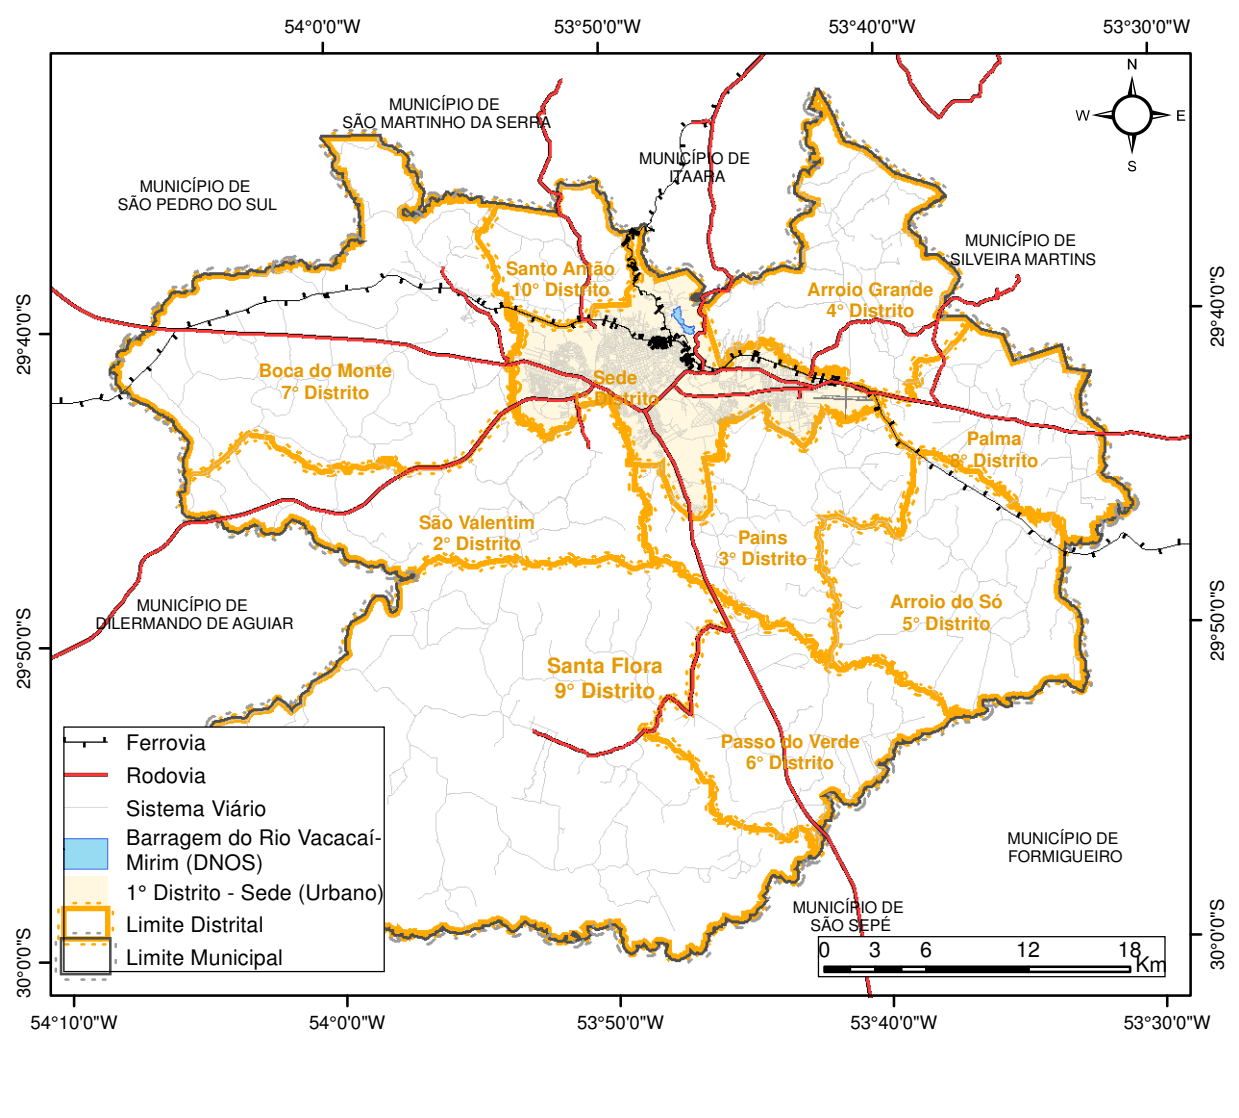 54°0'0"W
53°50'0"W
53°40'0"W
53°30'0"W
N
W
E
S
MUNICÍPIO DE
SÃO MARTINHO DA SERRA
MUNICÍPIO DE
ITAARA
MUNICÍPIO DE
SÃO PEDRO DO SUL
MUNICÍPIO DE
SILVEIRA MARTINS
Santo Antão
10° Distrito
Arroio Grande
4° Distrito
29°40'0"S
29°40'0"S
Boca do Monte
7° Distrito
Sede
Distrito
Palma
8° Distrito
São Valentim
2° Distrito
Pains
3° Distrito
MUNICÍPIO DE
DILERMANDO DE AGUIAR
Arroio do Só
5° Distrito
29°50'0"S
29°50'0"S
Santa Flora
9° Distrito
Passo do Verde
6° Distrito
Ferrovia
Rodovia
Sistema Viário
Barragem do Rio Vacacaí-
Mirim (DNOS)
1° Distrito - Sede (Urbano)
Limite Distrital
Limite Municipal
MUNICÍPIO DE
FORMIGUEIRO
MUNICÍPIO DE
SÃO SEPÉ
0 3 6 12 18
Km
30°0'0"S
30°0'0"S
54°10'0"W
54°0'0"W
53°50'0"W
53°40'0"W
53°30'0"W